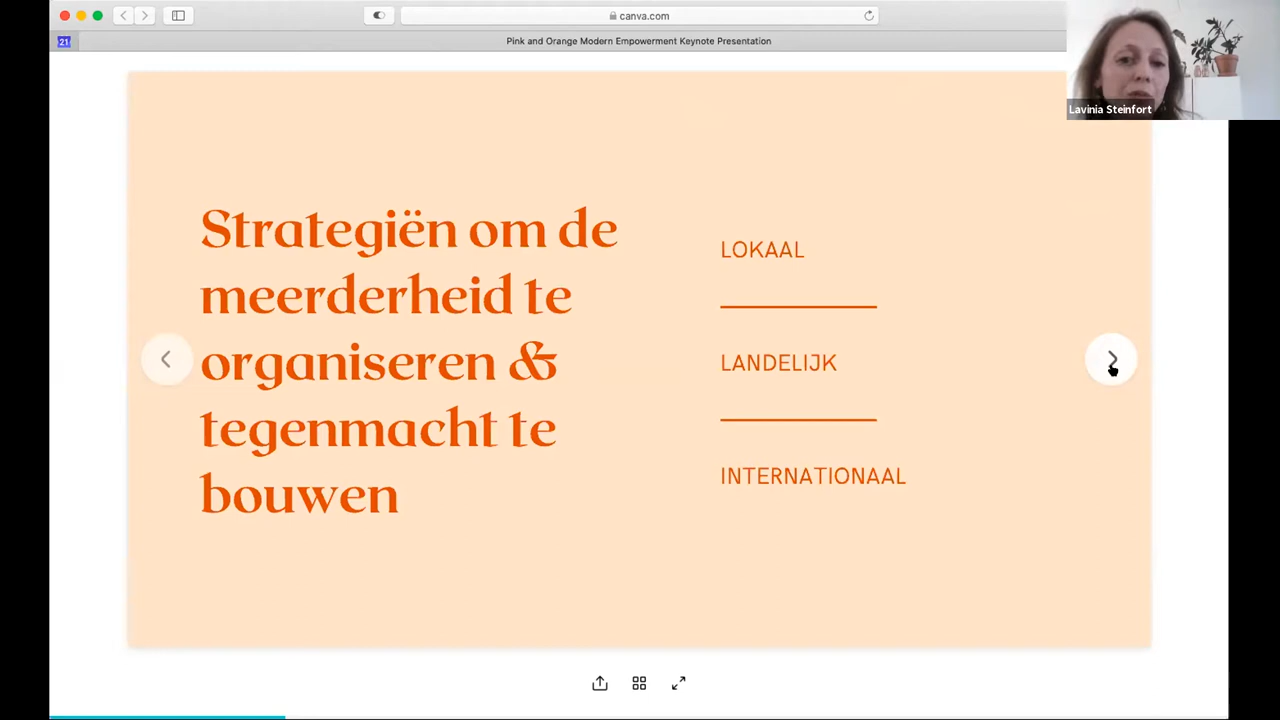 canva.com
21
Pink and Orange Modern Empowerment Keynote Presentation
Lavinia Steinfort
Strategiën om de
meerderheid te
organiseren &
tegenmacht te
bouwen
LOKAAL
LANDELIJK
INTERNATIONAAL